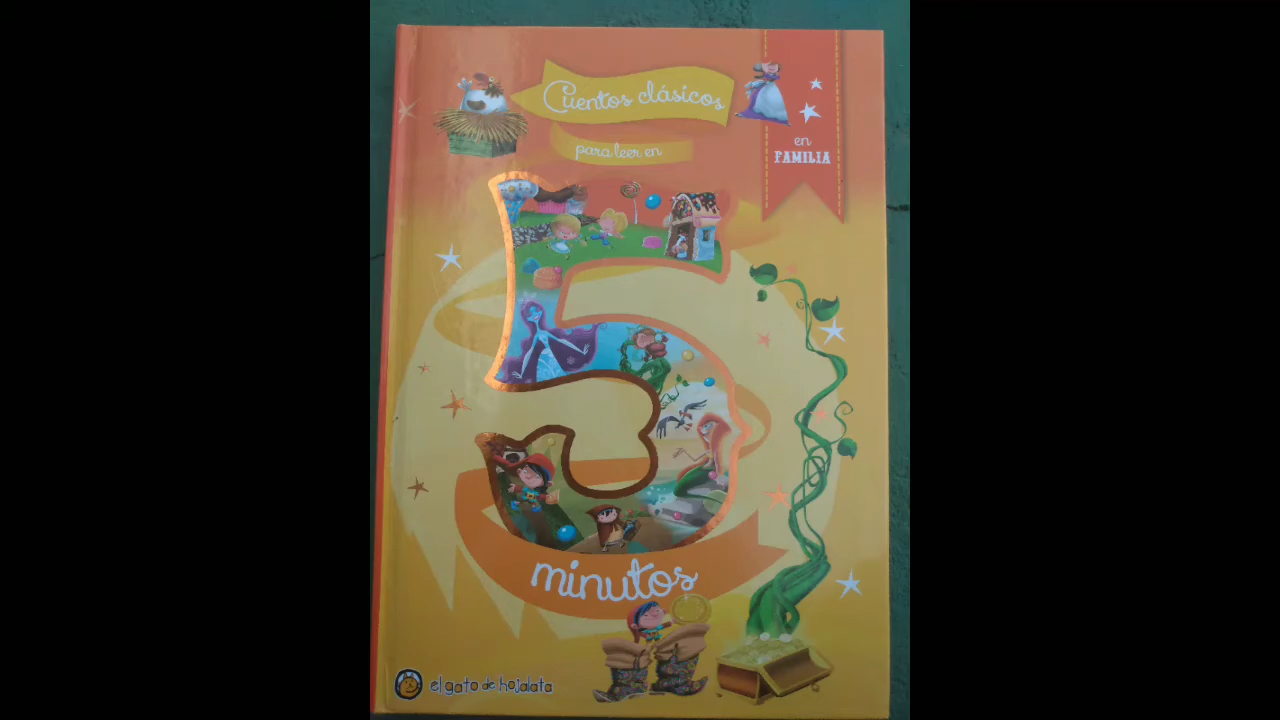 Cuentos clásicos
para leer en
5
minutos
en
FAMILIA
el gato de hojalata